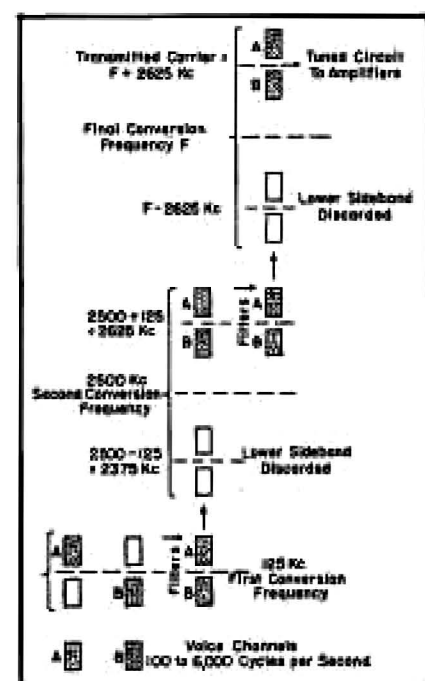 Transmitted Carrier =
F + 2625 Kc
A
B
Tuned Circuit
To Amplifiers
Final Conversion
Frequency F
F - 2625 Kc
Lower Sideband
Discarded
2500 + 125
= 2625 Kc
A
B
Filters
A
B
2500 Kc
Second Conversion
Frequency
2500 - 125
= 2375 Kc
Lower Sideband
Discarded
A
B
Filters
A
B
125 Kc
First Conversion
Frequency
A
B
Voice Channels
100 to 6,000 Cycles per Second